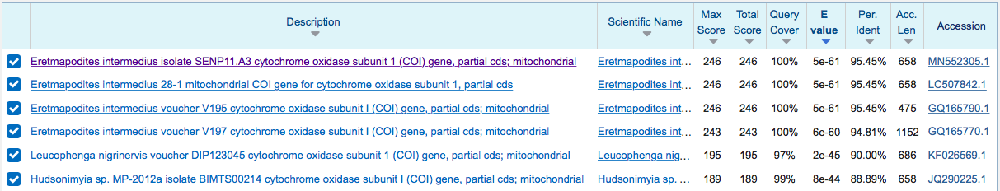 Description Scientific Name Max Score Total Score Query Cover E value Per. Ident Acc. Len Accession
Eretmapodites intermedius isolate SENP11.A3 cytochrome oxidase subunit 1 (COI) gene, partial cds; mitochondrial Eretmapodites int... 246 246 100% 5e-61 95.45% 658 MN552305.1
Eretmapodites intermedius 28-1 mitochondrial COI gene for cytochrome oxidase subunit 1, partial cds Eretmapodites int... 246 246 100% 5e-61 95.45% 658 LC507842.1
Eretmapodites intermedius voucher V195 cytochrome oxidase subunit I (COI) gene, partial cds; mitochondrial Eretmapodites int... 246 246 100% 5e-61 95.45% 475 GQ165790.1
Eretmapodites intermedius voucher V197 cytochrome oxidase subunit I (COI) gene, partial cds; mitochondrial Eretmapodites int... 243 243 100% 6e-60 94.81% 1152 GQ165770.1
Leucophenga nigrinervis voucher DIP123045 cytochrome oxidase subunit 1 (COI) gene, partial cds; mitochondrial Leucophenga nig... 195 195 97% 2e-45 90.00% 686 KF026569.1
Hudsonimyia sp. MP-2012a isolate BIMTS00214 cytochrome oxidase subunit I (COI) gene, partial cds; mitochondrial Hudsonimyia sp. ... 189 189 99% 8e-44 88.89% 658 JQ290225.1